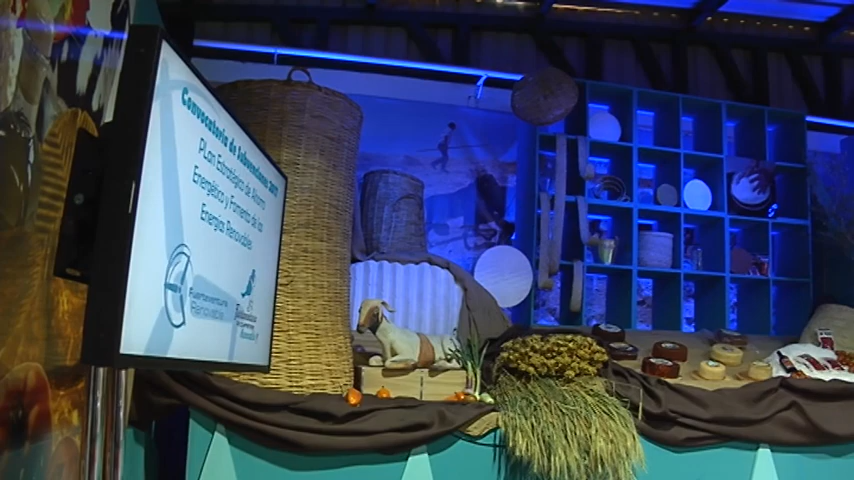 Convocatoria de Subvenciones 2017
PLan Estratégico de Ahorro
Energético y Fomento de las
Energías Renovables
Fuerteventura
Renovable